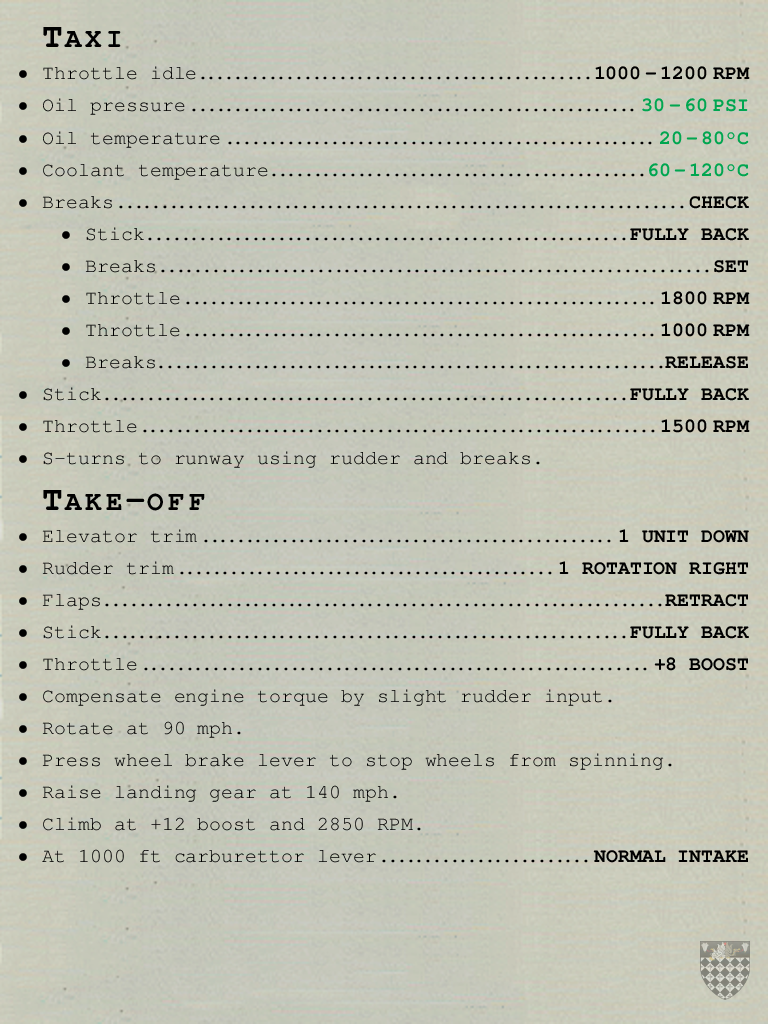 TAXI
• Throttle idle............................................1000–1200 RPM
• Oil pressure..................................................30–60 PSI
• Oil temperature................................................20–80°C
• Coolant temperature..........................................60–120°C
• Breaks................................................................CHECK
• Stick......................................................FULLY BACK
• Breaks..............................................................SET
• Throttle.....................................................1800 RPM
• Throttle.....................................................1000 RPM
• Breaks.........................................................RELEASE
• Stick...........................................................FULLY BACK
• Throttle..........................................................1500 RPM
• S-turns to runway using rudder and breaks.
TAKE-OFF
• Elevator trim..............................................1 UNIT DOWN
• Rudder trim..........................................1 ROTATION RIGHT
• Flaps...............................................................RETRACT
• Stick...........................................................FULLY BACK
• Throttle.........................................................+8 BOOST
• Compensate engine torque by slight rudder input.
• Rotate at 90 mph.
• Press wheel brake lever to stop wheels from spinning.
• Raise landing gear at 140 mph.
• Climb at +12 boost and 2850 RPM.
• At 1000 ft carburettor lever........................NORMAL INTAKE